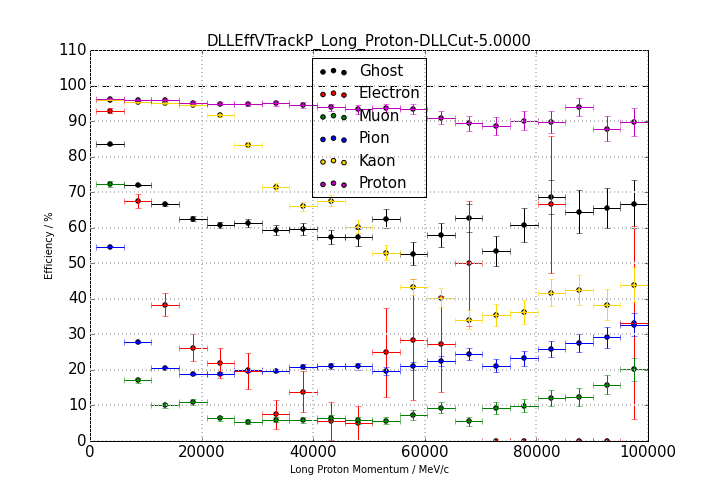 DLLEffVTrackP_Long_Proton-DLLCut-5.0000
110
100
90
80
70
60
50
40
30
20
10
0
Efficiency / %
Ghost
Electron
Muon
Pion
Kaon
Proton
0 20000 40000 60000 80000 100000
Long Proton Momentum / MeV/c